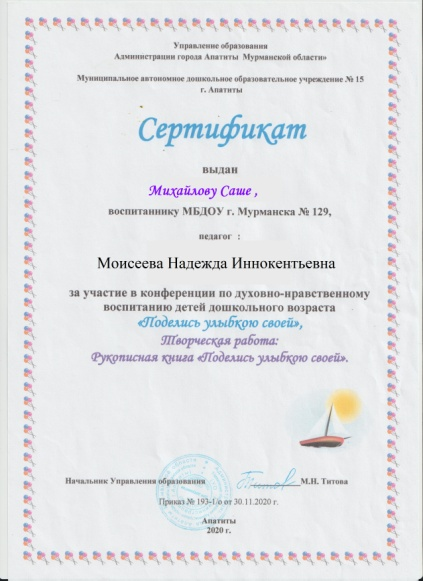 Управление образования
Администрации города Апатиты Мурманской области»
Муниципальное автономное дошкольное образовательное учреждение № 15
г. Апатиты
Сертификат
выдан
Михайлову Саше ,
воспитаннику МБДОУ г. Мурманска № 129,
педагог :
Моисеева Надежда Иннокентьевна
за участие в конференции по духовно-нравственному
воспитанию детей дошкольного возраста
«Поделись улыбкою своей»,
Творческая работа:
Рукописная книга «Поделись улыбкою своей».
Начальник Управления образования М.Н. Титова
Приказ № 193-1/о от 30.11.2020 г.
Апатиты
2020 г.